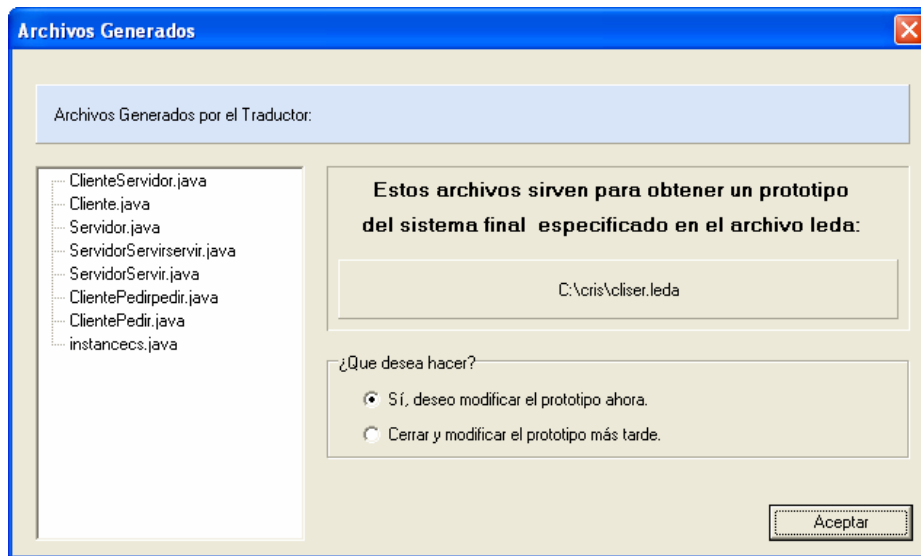 Archivos Generados
Archivos Generados por el Traductor:
ClienteServidor.java
Cliente.java
Servidor.java
ServidorServirservir.java
ServidorServir.java
ClientePedirpedir.java
ClientePedir.java
instancecs.java
Estos archivos sirven para obtener un prototipo
del sistema final especificado en el archivo leda:
C:\cris\cliser.leda
¿Que desea hacer?
Sí, deseo modificar el prototipo ahora.
Cerrar y modificar el prototipo más tarde.
Aceptar